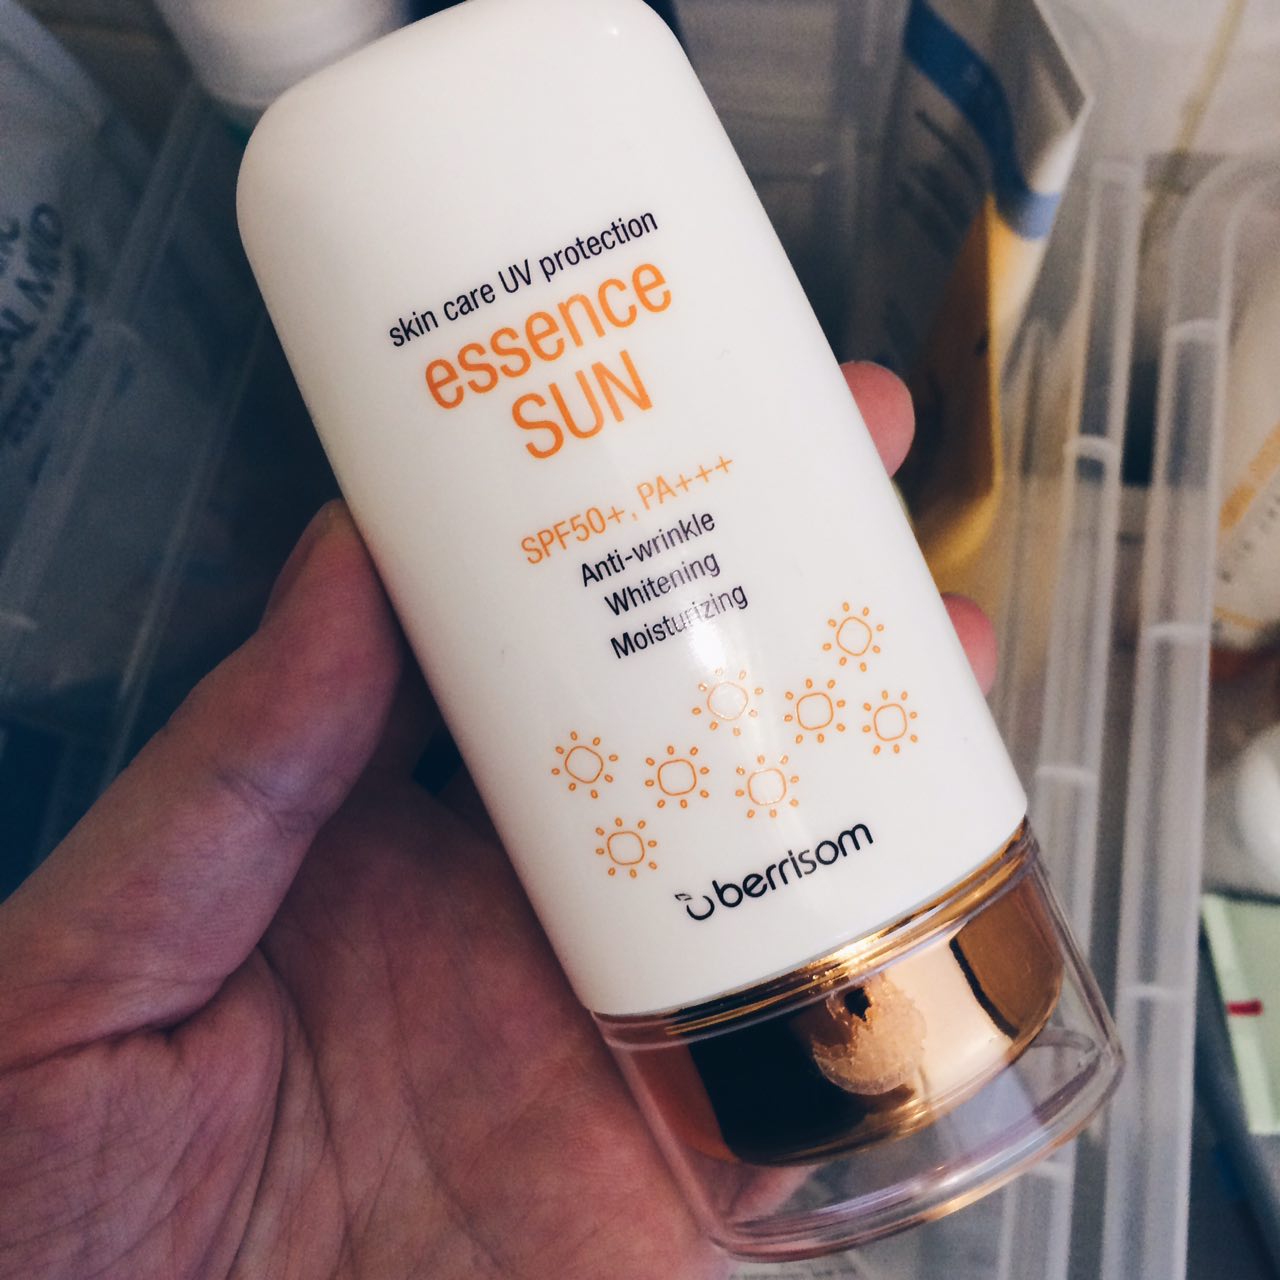 skin care UV protection
essence
SUN
SPF50+, PA+++
Anti-wrinkle
Whitening
Moisturizing
berrisom